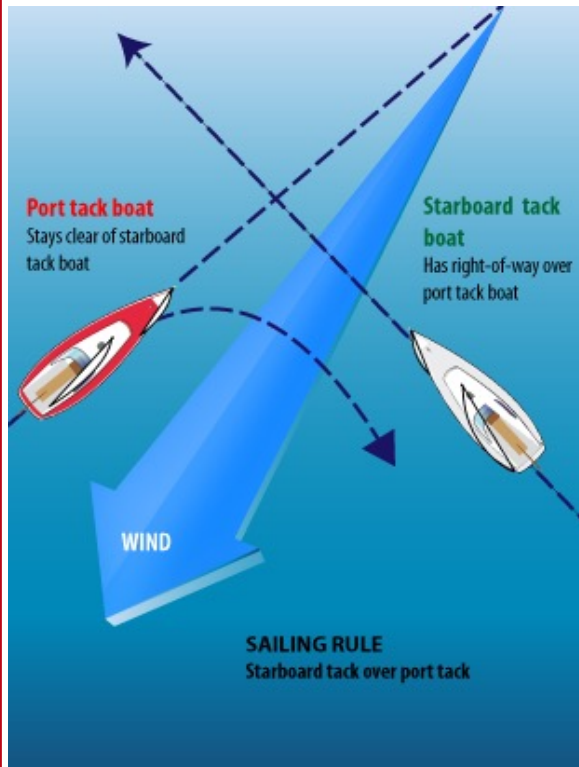 Port tack boat
Stays clear of starboard
tack boat
Starboard tack
boat
Has right-of-way over
port tack boat
WIND
SAILING RULE
Starboard tack over port tack